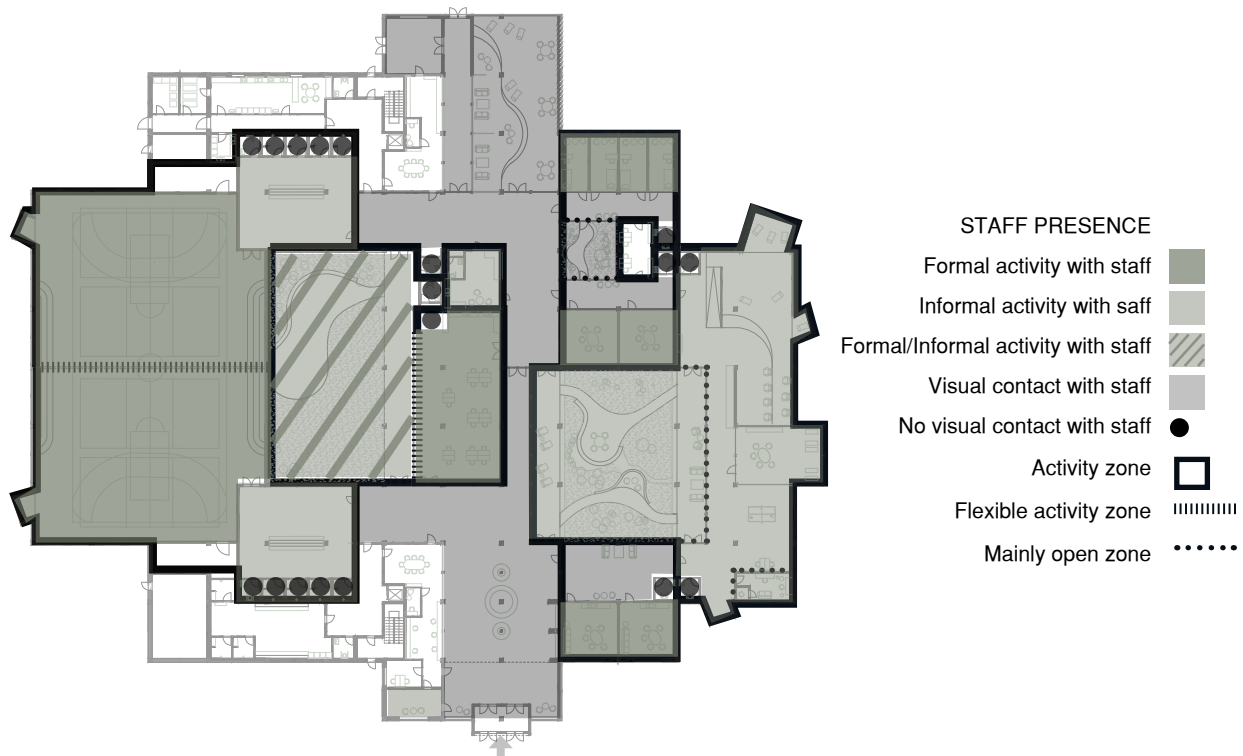 STAFF PRESENCE
Formal activity with staff
Informal activity with saff
Formal/Informal activity with staff
Visual contact with staff
No visual contact with staff
Activity zone
Flexible activity zone
Mainly open zone